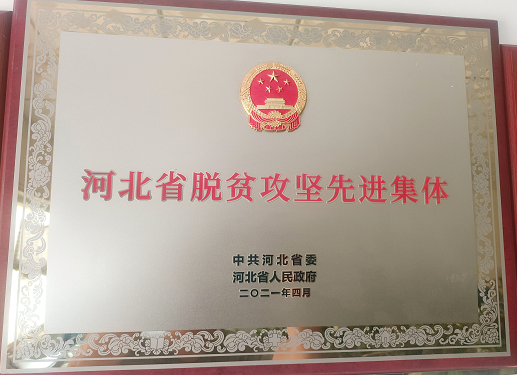 河北省脱贫攻坚先进集体
中共河北省委
河北省人民政府
二〇二一年四月